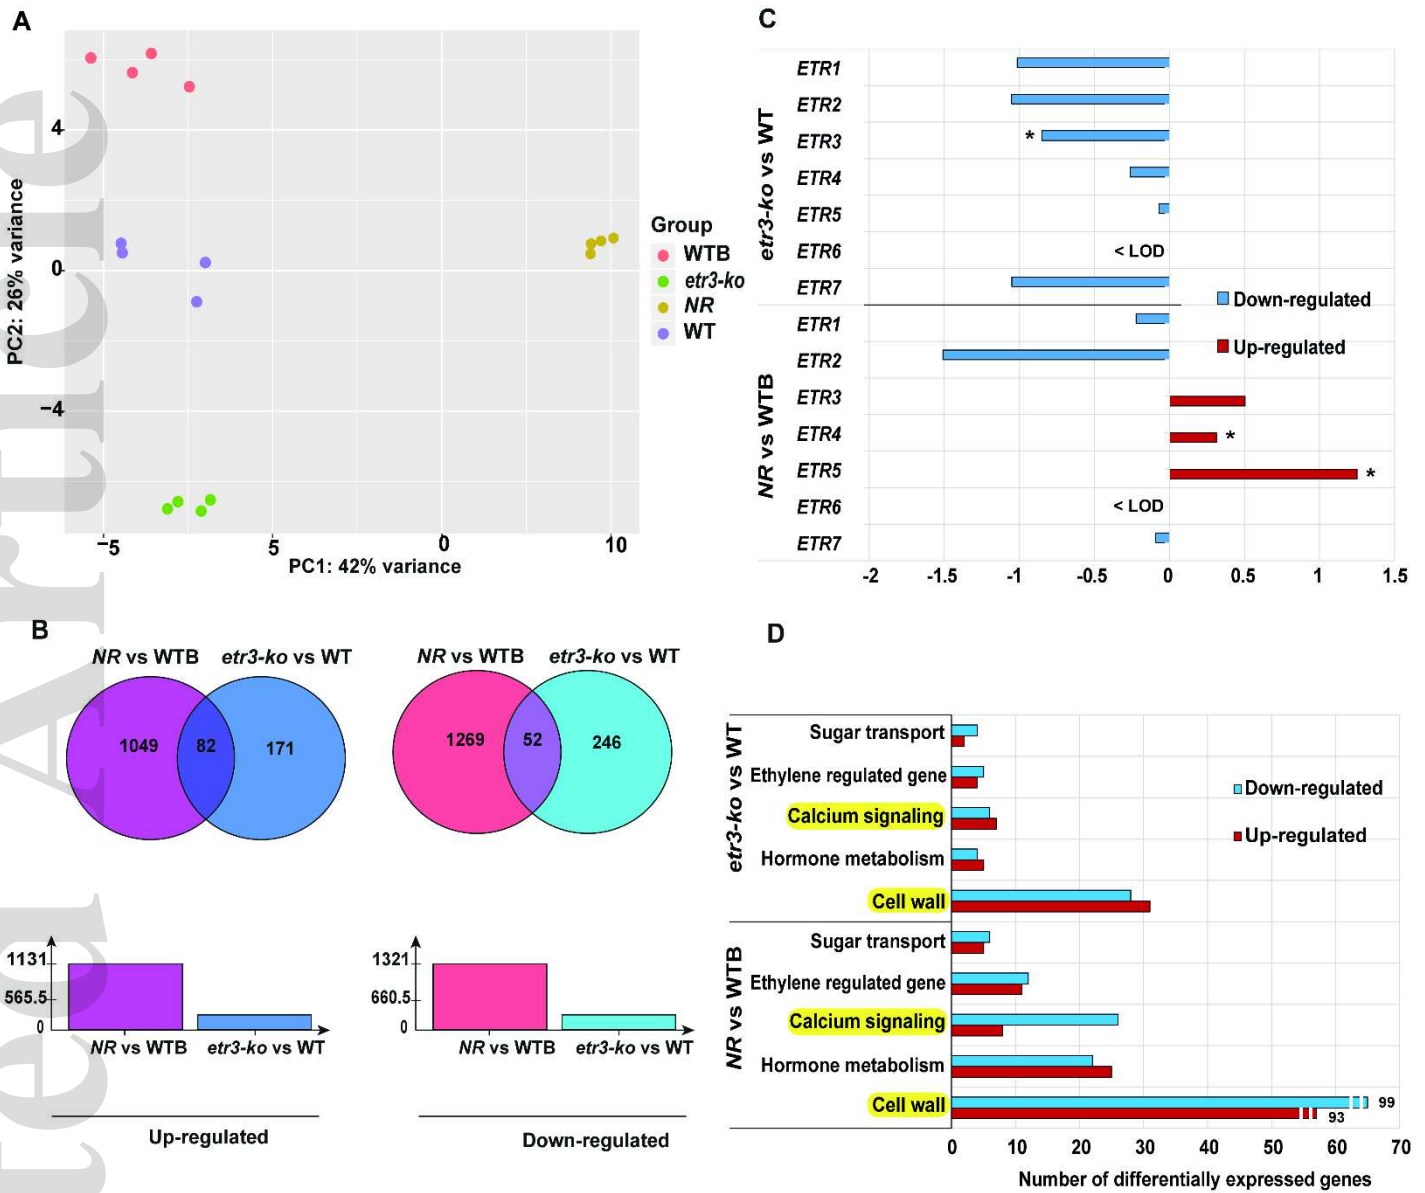 A
4
0
−4
PC2: 26% variance
−5
5
0
10
PC1: 42% variance
Group
WTB
etr3-ko
NR
WT
C
etr3-ko vs WT
ETR1
ETR2
* ETR3
ETR4
ETR5
ETR6 < LOD
ETR7
Down-regulated
Up-regulated
NR vs WTB
ETR1
ETR2
ETR3
ETR4 *
ETR5 *
ETR6 < LOD
ETR7
-2 -1.5 -1 -0.5 0 0.5 1 1.5
B
NR vs WTB etr3-ko vs WT
1049 82 171
NR vs WTB etr3-ko vs WT
1269 52 246
1131
565.5
0
NR vs WTB etr3-ko vs WT
Up-regulated
1321
660.5
0
NR vs WTB etr3-ko vs WT
Down-regulated
D
etr3-ko vs WT
Sugar transport
Ethylene regulated gene
Calcium signaling
Hormone metabolism
Cell wall
Down-regulated
Up-regulated
NR vs WTB
Sugar transport
Ethylene regulated gene
Calcium signaling
Hormone metabolism
Cell wall
99
93
0 10 20 30 40 50 60 70
Number of differentially expressed genes
Article